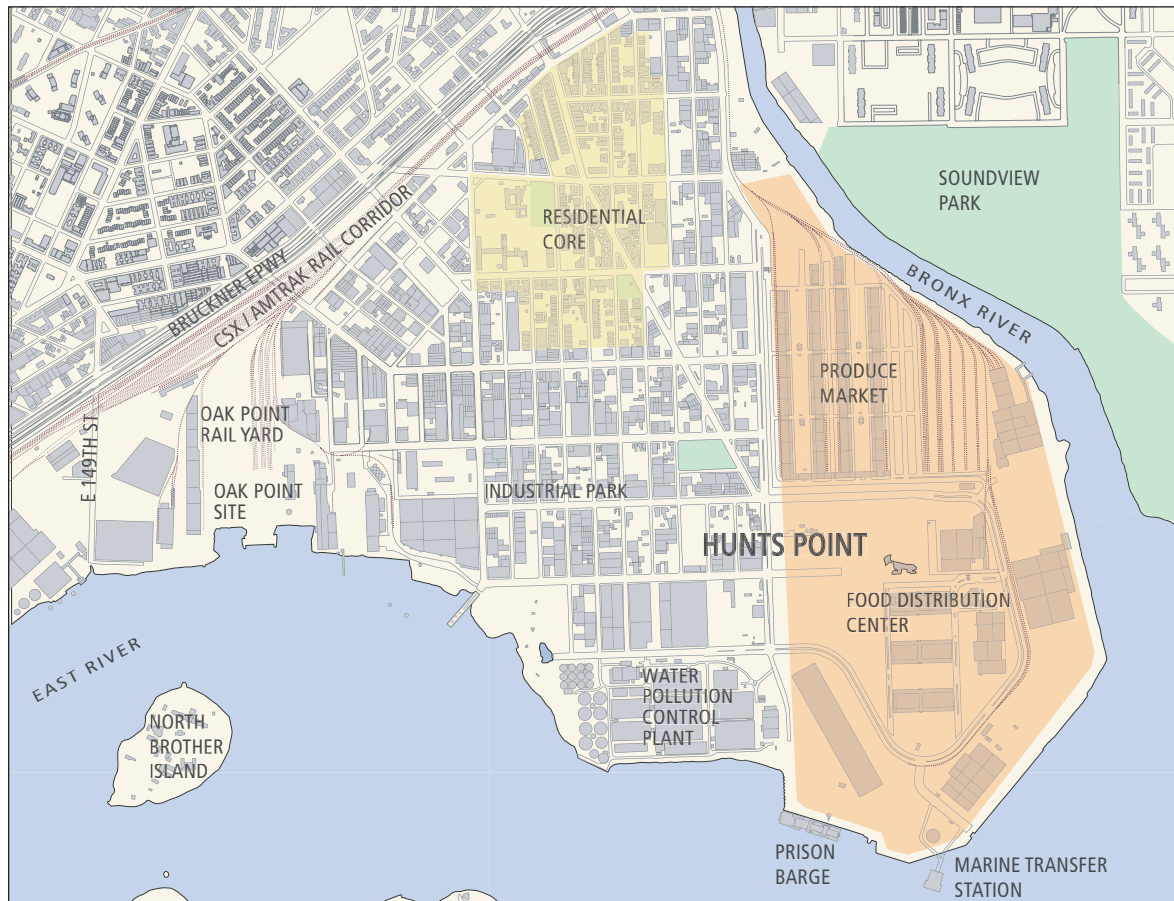 SOUNDVIEW
PARK
RESIDENTIAL
CORE
BRONX RIVER
BRUCKNER EPWY
CSX / AMTRAK RAIL CORRIDOR
PRODUCE
MARKET
OAK POINT
RAIL YARD
E 149TH ST
OAK POINT
SITE
INDUSTRIAL PARK
HUNTS POINT
FOOD DISTRIBUTION
CENTER
EAST RIVER
WATER
POLLUTION
CONTROL
PLANT
NORTH
BROTHER
ISLAND
PRISON
BARGE
MARINE TRANSFER
STATION